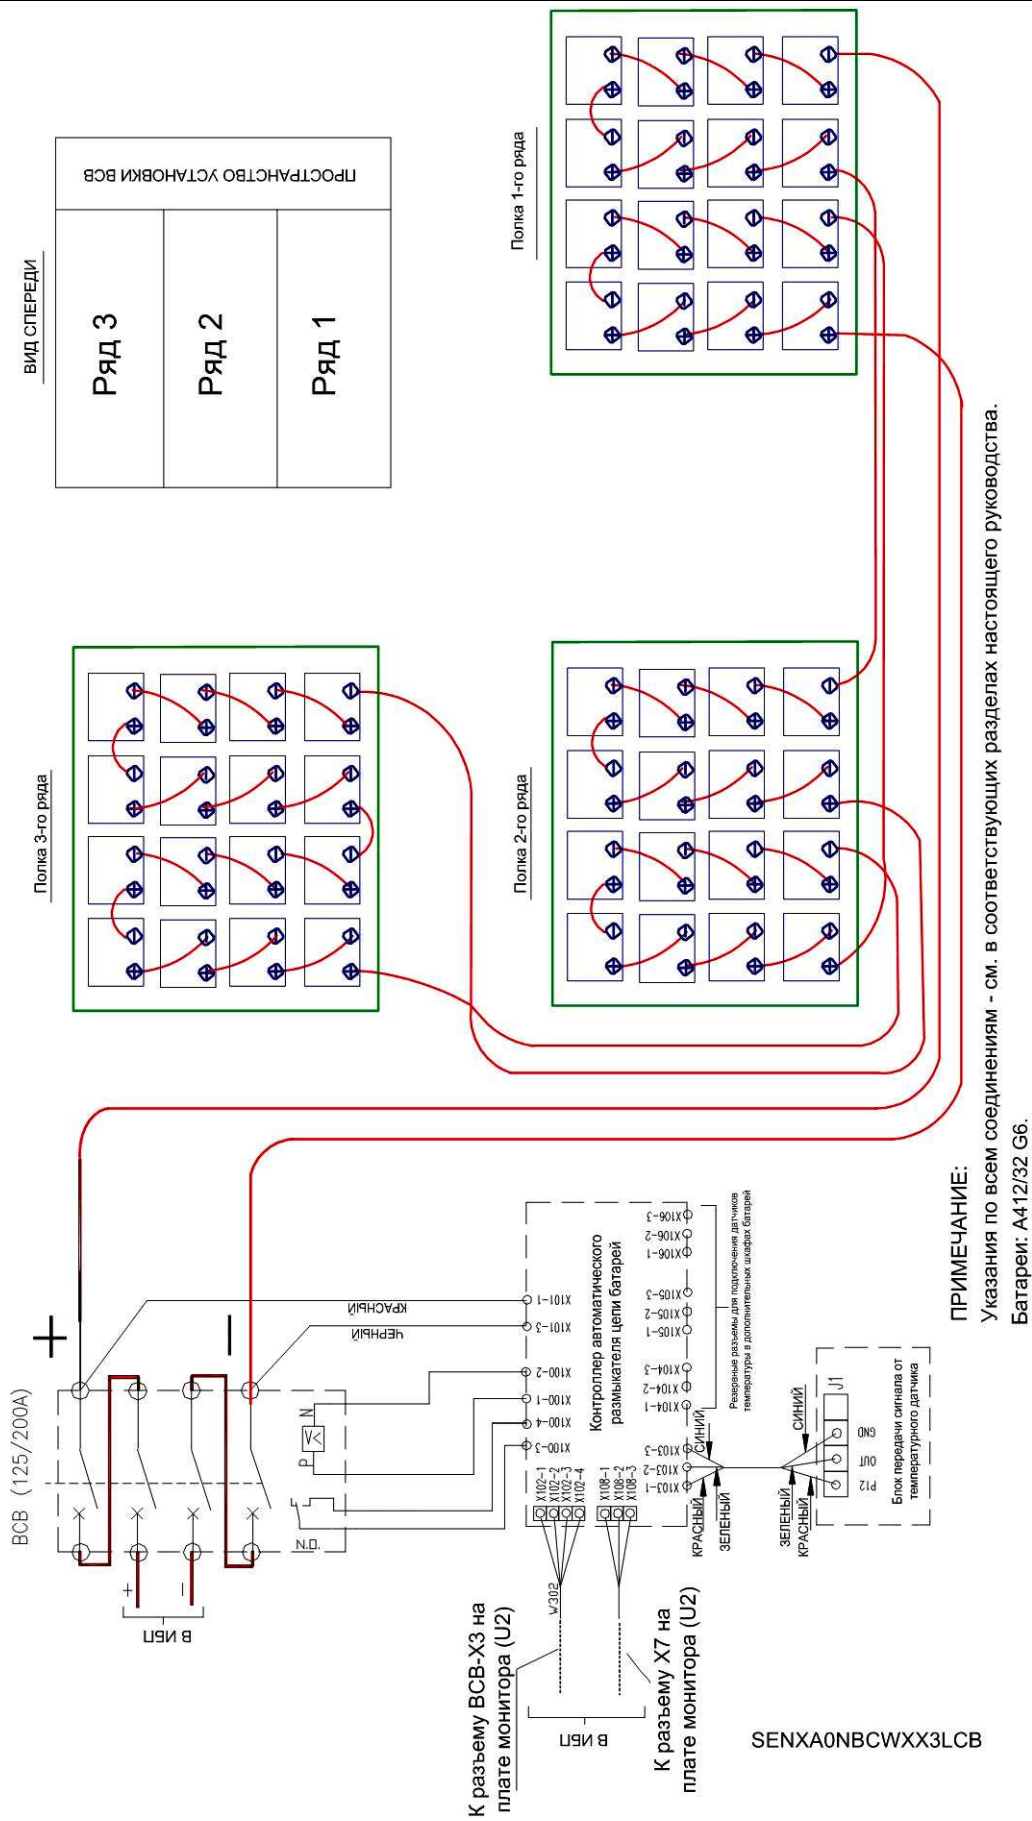 ВИД СПЕРЕДИ
ПРОСТРАНСТВО УСТАНОВКИ ВСВ
Ряд 3
Ряд 2
Ряд 1
Полка 1-го ряда
Полка 3-го ряда
Полка 2-го ряда
BCB (125/200A)
+
−
+
−
В ИБП
N.O.
P
N
КРАСНЫЙ
ЧЕРНЫЙ
X101-1
X101-3
X100-2
X100-1
X100-4
X100-3
Контроллер автоматического
размыкателя цепи батарей
X102-1
X102-2
X102-3
X102-4
X108-1
X108-2
X108-3
X106-3
X106-2
X106-1
X105-3
X105-2
X105-1
X104-3
X104-2
X104-1
X103-3
X103-2
X103-1
Резервные разъемы для подключения датчиков
температуры в дополнительных шкафах батарей
СИНИЙ
КРАСНЫЙ
ЗЕЛЕНЫЙ
СИНИЙ
ЗЕЛЕНЫЙ
КРАСНЫЙ
J1
GND
OUT
P12
Блок передачи сигнала от
температурного датчика
W302
К разъему BCB-X3 на
плате монитора (U2)
В ИБП
К разъему X7 на
плате монитора (U2)
SENXA0NBCWXX3LCB
ПРИМЕЧАНИЕ:
Указания по всем соединениям - см. в соответствующих разделах настоящего руководства.
Батареи: A412/32 G6.